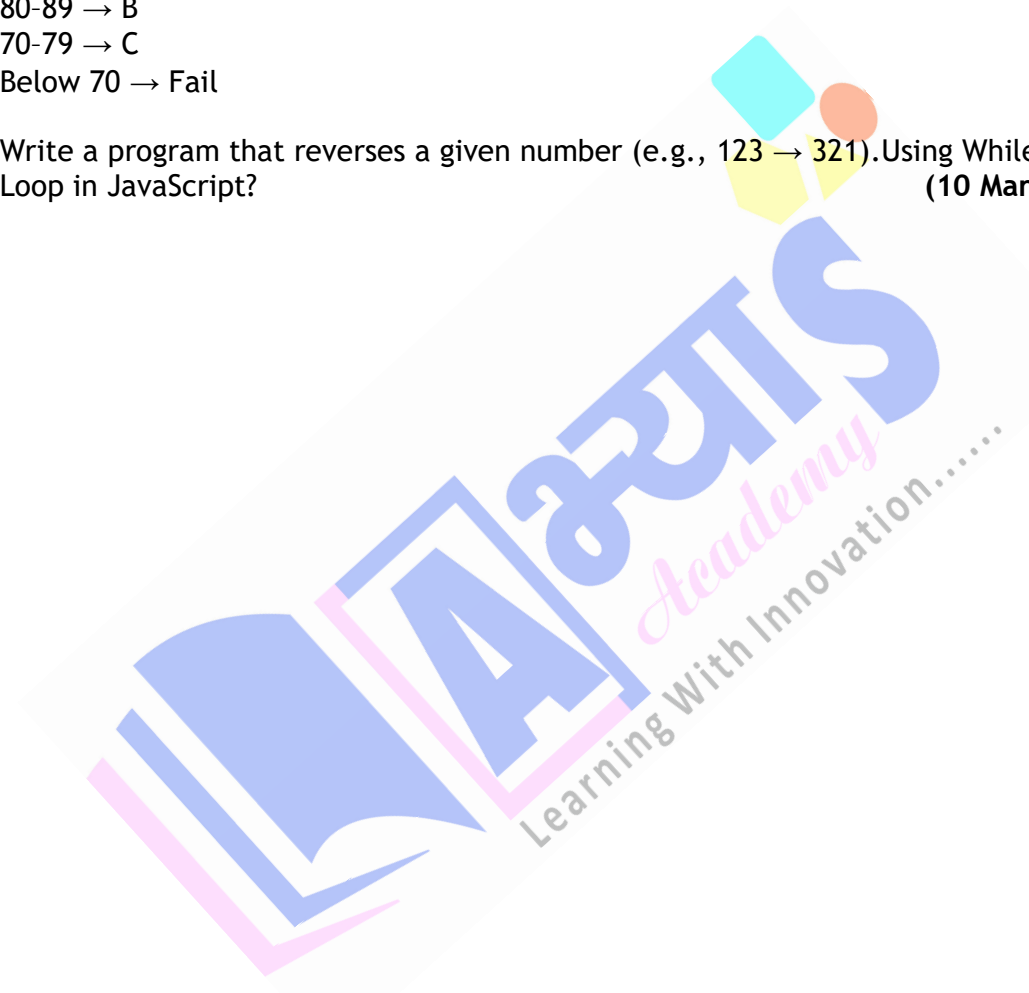 80-89 → B
70-79 → C
Below 70 → Fail
Write a program that reverses a given number (e.g., 123 → 321).Using While
Loop in JavaScript? (10 Mar
A
अभ्यास
Academy
Learning With Innovation......